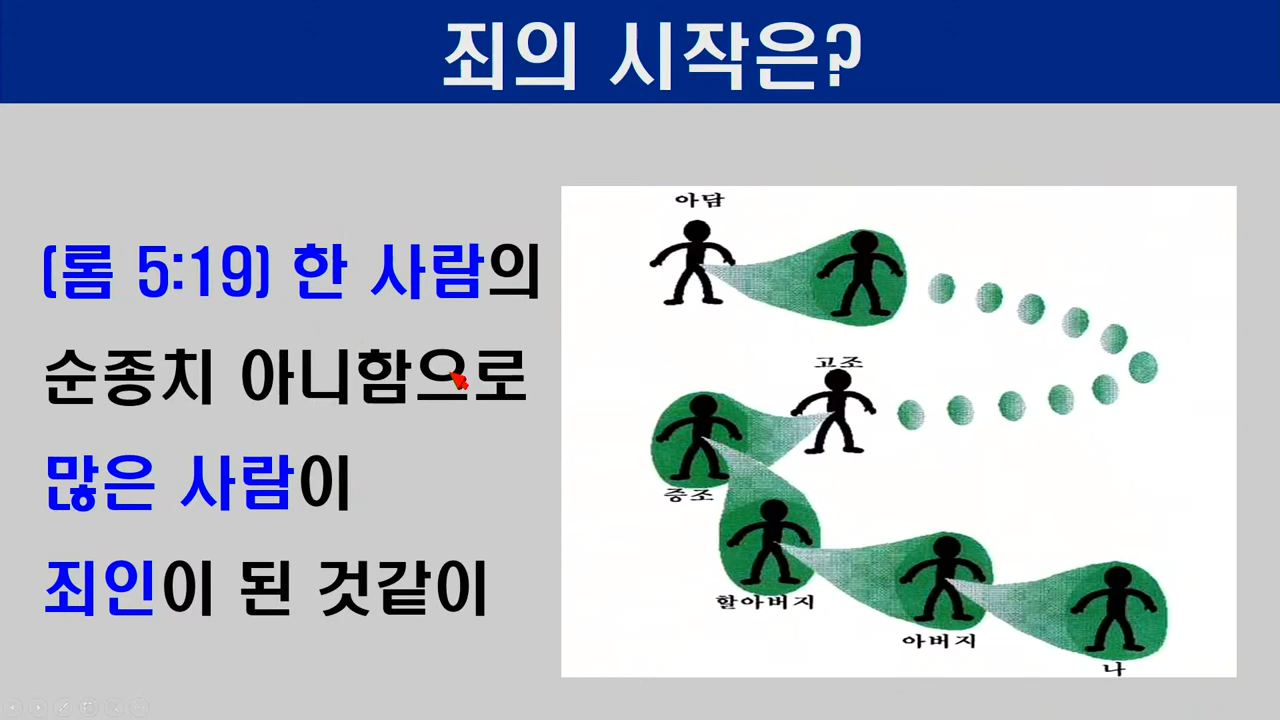 죄의 시작은?
(롬 5:19) 한 사람의
순종치 아니함으로
많은 사람이
죄인이 된 것같이
아담
고조
증조
할아버지
아버지
나